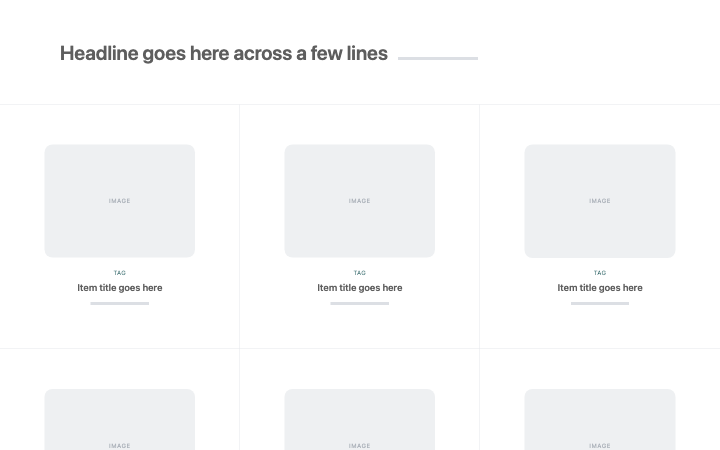 Headline goes here across a few lines
IMAGE
IMAGE
IMAGE
TAG
TAG
TAG
Item title goes here
Item title goes here
Item title goes here
IMAGE
IMAGE
IMAGE